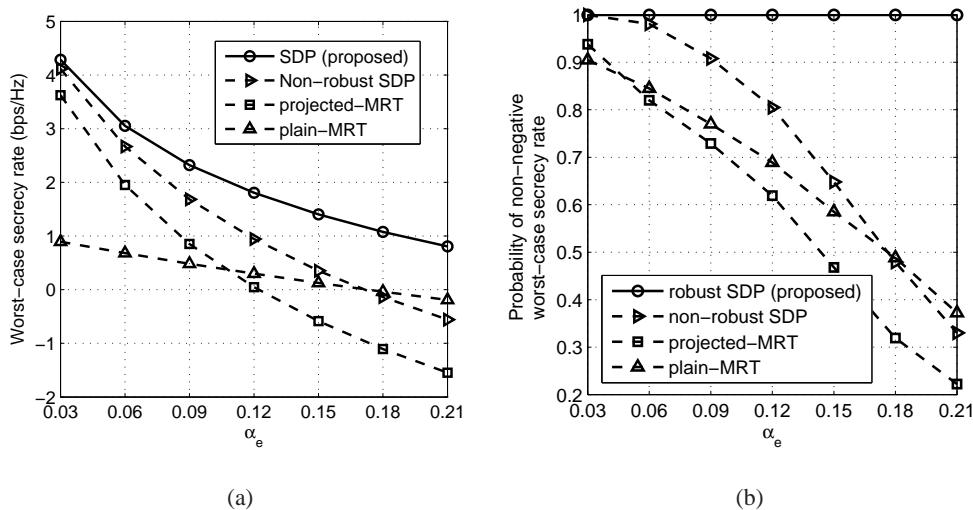 5
4
3
2
1
0
−1
−2
Worst−case secrecy rate (bps/Hz)
SDP (proposed)
Non−robust SDP
projected−MRT
plain−MRT
0.03 0.06 0.09 0.12 0.15 0.18 0.21
α_e
(a)
1
0.9
0.8
0.7
0.6
0.5
0.4
0.3
0.2
Probability of non−negative
worst−case secrecy rate
robust SDP (proposed)
non−robust SDP
projected−MRT
plain−MRT
0.03 0.06 0.09 0.12 0.15 0.18 0.21
α_e
(b)